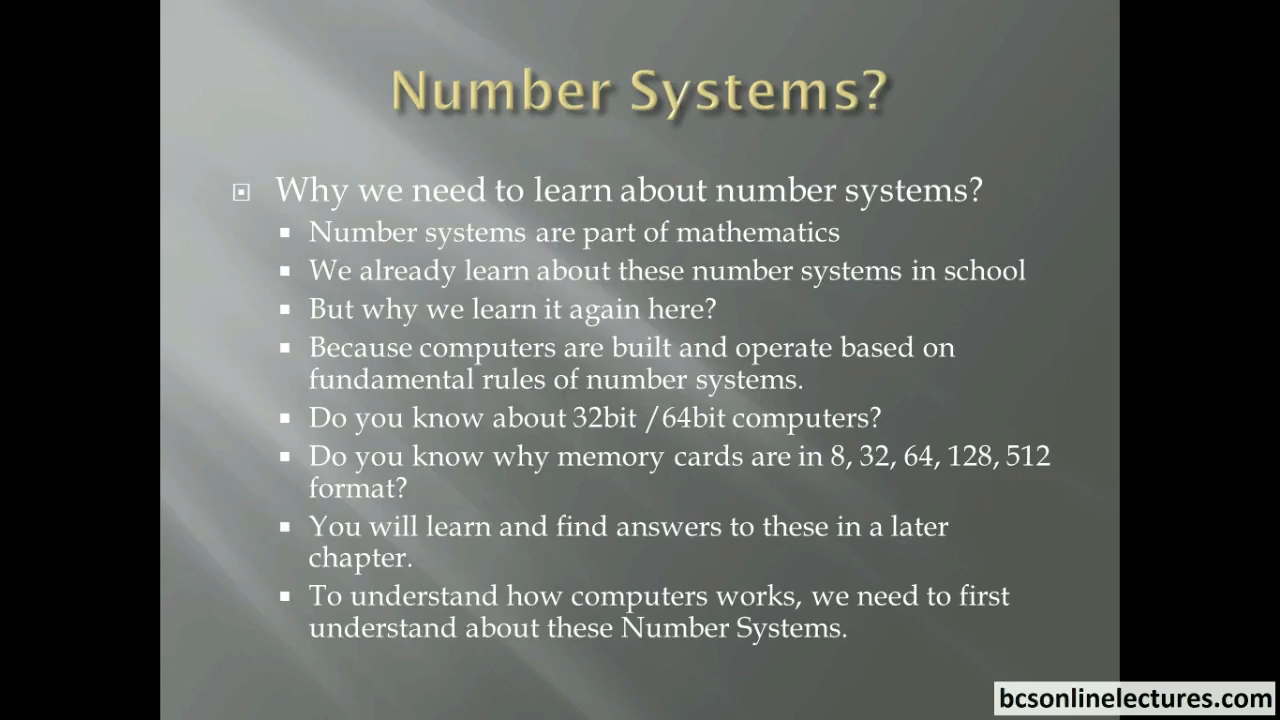 Number Systems?
Why we need to learn about number systems?
Number systems are part of mathematics
We already learn about these number systems in school
But why we learn it again here?
Because computers are built and operate based on
fundamental rules of number systems.
Do you know about 32bit /64bit computers?
Do you know why memory cards are in 8, 32, 64, 128, 512
format?
You will learn and find answers to these in a later
chapter.
To understand how computers works, we need to first
understand about these Number Systems.
bcsonlinelectures.com